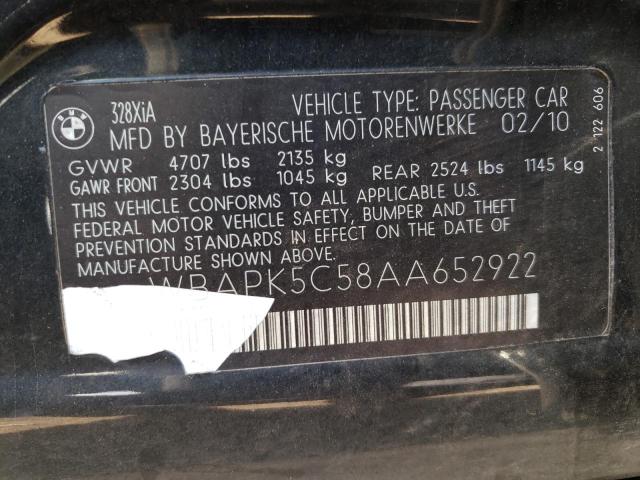 BMW
328XiA VEHICLE TYPE: PASSENGER CAR
MFD BY BAYERISCHE MOTORENWERKE 02/10
GVWR 4707 lbs 2135 kg
GAWR FRONT 2304 lbs 1045 kg REAR 2524 lbs 1145 kg
THIS VEHICLE CONFORMS TO ALL APPLICABLE U.S.
FEDERAL MOTOR VEHICLE SAFETY, BUMPER AND THEFT
PREVENTION STANDARDS IN EFFECT ON THE DATE OF
MANUFACTURE SHOWN ABOVE.
WBAPK5C58AA652922
2 122 606